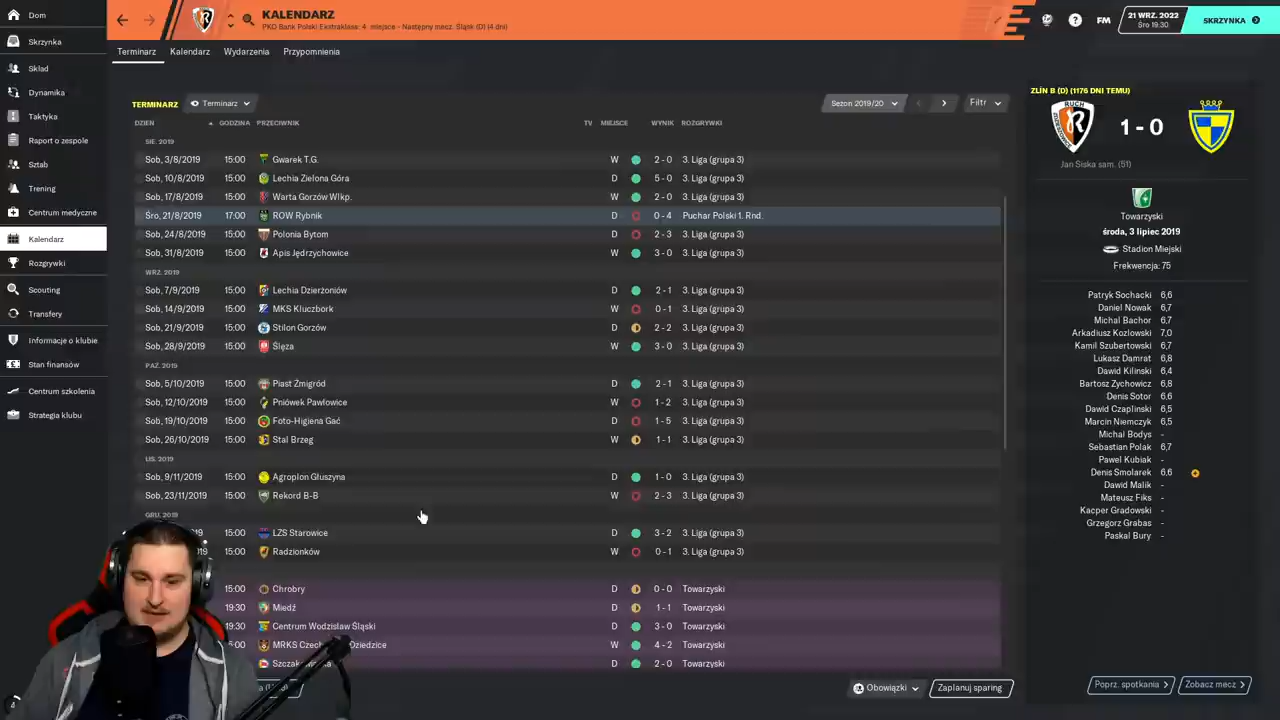 Dom
KALENDARZ
PKO Bank Polski Ekstraklasa: 4. miejsce - Następny mecz: Śląsk (D) (4 dni)
FM
21 WRZ. 2022
Śro 19:30
SKRZYNKA
Skrzynka
Skład
Dynamika
Taktyka
Raport o zespole
Sztab
Trening
Centrum medyczne
Kalendarz
Rozgrywki
Scouting
Transfery
Informacje o klubie
Stan finansów
Centrum szkolenia
Strategia klubu
Terminarz Kalendarz Wydarzenia Przypomnienia
TERMINARZ Terminarz Sezon 2019/20 Filtr
DZIEŃ GODZINA PRZECIWNIK TV MIEJSCE WYNIK ROZGRYWKI
SIE. 2019
Sob, 3/8/2019 15:00 Gwarek T.G. W 2 - 0 3. Liga (grupa 3)
Sob, 10/8/2019 15:00 Lechia Zielona Góra D 5 - 0 3. Liga (grupa 3)
Sob, 17/8/2019 15:00 Warta Gorzów Wlkp. W 2 - 0 3. Liga (grupa 3)
Śro, 21/8/2019 17:00 ROW Rybnik D 0 - 4 Puchar Polski 1. Rnd.
Sob, 24/8/2019 15:00 Polonia Bytom D 2 - 3 3. Liga (grupa 3)
Sob, 31/8/2019 15:00 Apis Jędrzychowice W 3 - 0 3. Liga (grupa 3)
WRZ. 2019
Sob, 7/9/2019 15:00 Lechia Dzierżoniów D 2 - 1 3. Liga (grupa 3)
Sob, 14/9/2019 15:00 MKS Kluczbork W 0 - 1 3. Liga (grupa 3)
Sob, 21/9/2019 15:00 Stilon Gorzów D 2 - 2 3. Liga (grupa 3)
Sob, 28/9/2019 15:00 Ślęza W 3 - 0 3. Liga (grupa 3)
PAŹ. 2019
Sob, 5/10/2019 15:00 Piast Żmigród D 2 - 1 3. Liga (grupa 3)
Sob, 12/10/2019 15:00 Pniówek Pawłowice W 1 - 2 3. Liga (grupa 3)
Sob, 19/10/2019 15:00 Foto-Higiena Gać D 1 - 5 3. Liga (grupa 3)
Sob, 26/10/2019 15:00 Stal Brzeg W 1 - 1 3. Liga (grupa 3)
LIS. 2019
Sob, 9/11/2019 15:00 Agroplon Głuszyna D 1 - 0 3. Liga (grupa 3)
Sob, 23/11/2019 15:00 Rekord B-B W 2 - 3 3. Liga (grupa 3)
GRU. 2019
15:00 LZS Starowice D 3 - 2 3. Liga (grupa 3)
15:00 Radzionków W 0 - 1 3. Liga (grupa 3)
15:00 Chrobry D 0 - 0 Towarzyski
19:30 Miedź D 1 - 1 Towarzyski
19:30 Centrum Wodzisław Śląski D 3 - 0 Towarzyski
MRKS Dziedzice W 4 - 2 Towarzyski
D 2 - 0 Towarzyski
Obowiązki Zaplanuj sparing
ZLÍN B (D) (1176 DNI TEMU)
1 - 0
Jan Siska sam. (51)
Towarzyski
środa, 3 lipiec 2019
Stadion Miejski
Frekwencja: 75
Patryk Sochacki 6,6
Daniel Nowak 6,7
Michal Bachor 6,7
Arkadiusz Kozlowski 7,0
Kamil Szubertowski 6,7
Lukasz Damrat 6,8
Dawid Kilinski 6,4
Bartosz Zychowicz 6,8
Denis Sotor 6,6
Dawid Czaplinski 6,5
Marcin Niemczyk 6,5
Michal Bodys -
Sebastian Polak 6,7
Pawel Kubiak -
Denis Smolarek 6,6
Dawid Malik -
Mateusz Fiks -
Kacper Gradowski -
Grzegorz Grabas -
Paskal Bury -
Poprz. spotkania Zobacz mecz